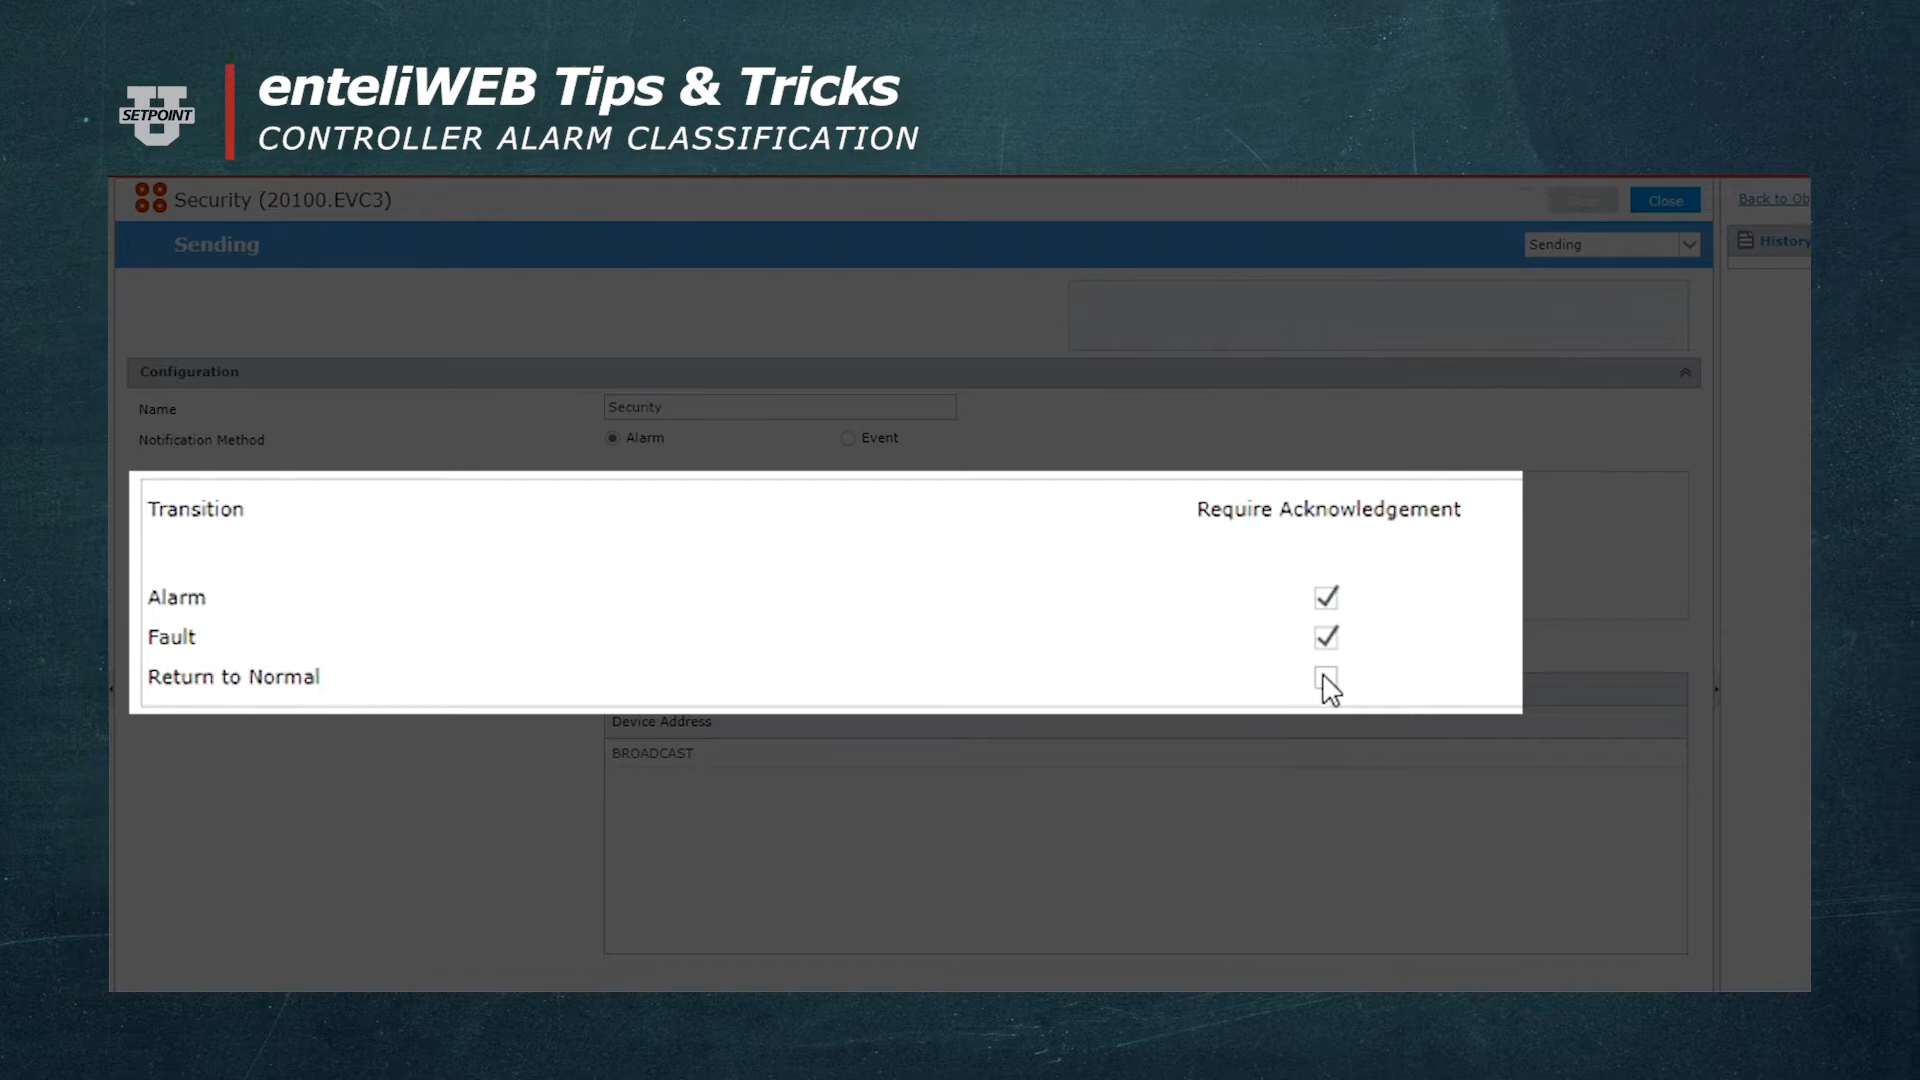 SETPOINT
U
enteliWEB Tips & Tricks
CONTROLLER ALARM CLASSIFICATION
Security (20100.EVC3)
Close
Back to Ob
Sending
Sending
History
Configuration
Name
Security
Notification Method
Alarm
Event
Transition
Require Acknowledgement
Alarm
Fault
Return to Normal
Device Address
BROADCAST